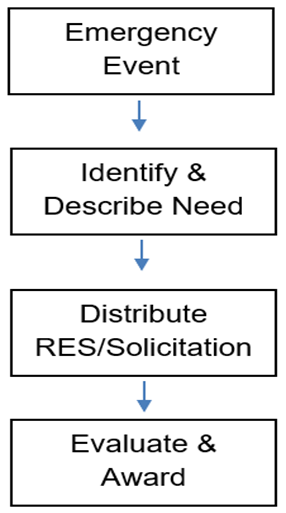 Emergency
Event
Identify &
Describe Need
Distribute
RES/Solicitation
Evaluate &
Award